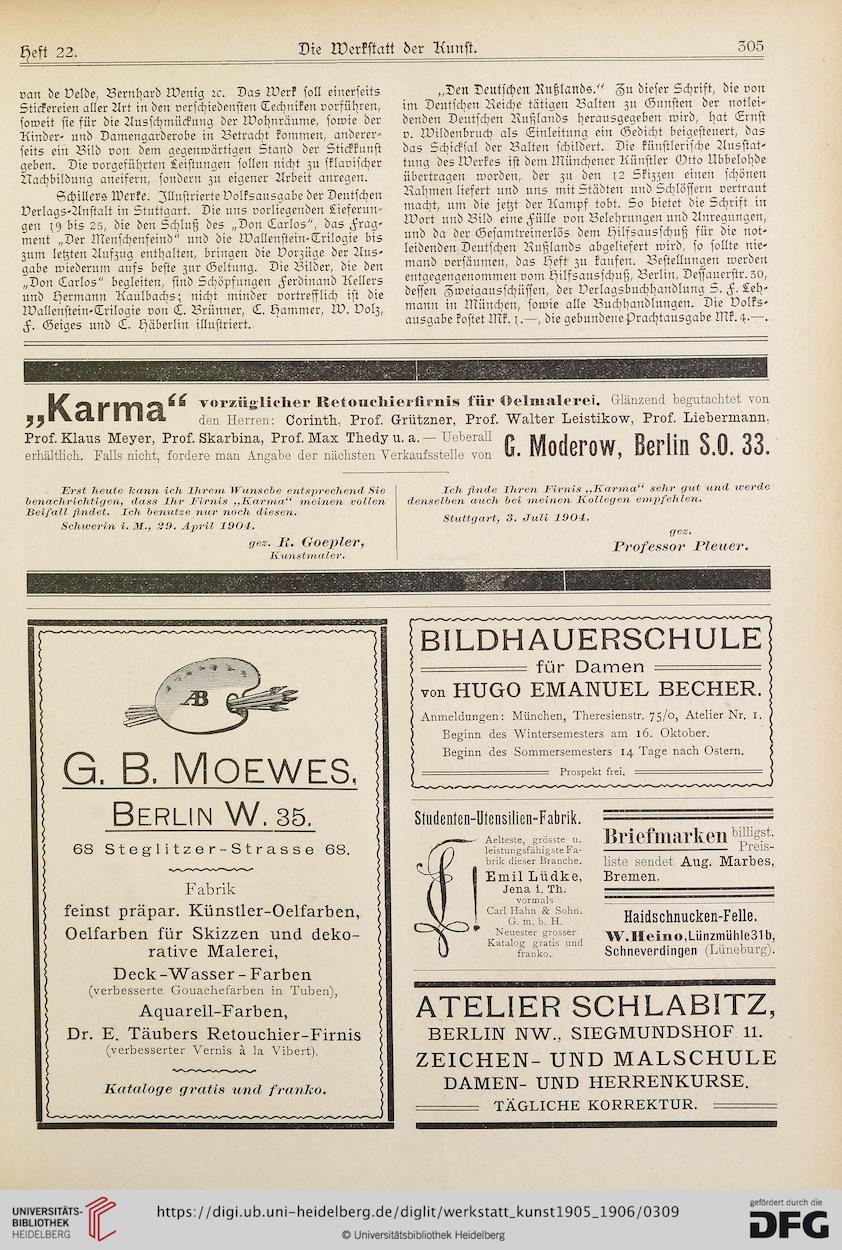 Heft 22.
Die Werkstatt der Kunst.
305
van de Velde, Bernhard Wenig ꝛc. Das Werk soll einerseits
Stickereien aller Art in den verschiedensten Techniken vorführen,
soweit sie für die Ausschmückung der Wohnräume, sowie der
Kinder- und Damengarderobe in Betracht kommen, anderer-
seits ein Bild von dem gegenwärtigen Stand der Stickkunst
geben. Die vorgeführten Leistungen sollen nicht zu sklavischer
Nachbildung aneifern, sondern zu eigener Arbeit anregen.
Schillers Werke. Illustrierte Volksausgabe der Deutschen
Verlags-Anstalt in Stuttgart. Die uns vorliegenden Lieferun-
gen 19 bis 25, die den Schluß des „Don Carlos“, das Frag-
ment „Der Menschenfeind“ und die Wallenstein-Trilogie bis
zum letzten Aufzug enthalten, bringen die Vorzüge der Aus-
gabe wiederum aufs beste zur Geltung. Die Bilder, die den
„Don Carlos“ begleiten, sind Schöpfungen Ferdinand Kellers
und Hermann Kaulbachs; nicht minder vortrefflich ist die
Wallenstein-Trilogie von E. Brünner, C. Hammer, W. Volz,
F. Geiges und C. Häberlin illustriert.
„Den Deutschen Rußlands.“ Zu dieser Schrift, die von
im Deutschen Reiche tätigen Balten zu Gunsten der notlei-
denden Deutschen Rußlands herausgegeben wird, hat Ernst
v. Wildenbruch als Einleitung ein Gedicht beigesteuert, das
das Schicksal der Balten schildert. Die künstlerische Ausstat-
tung des Werkes ist dem Münchener Künstler Otto Ubbelohde
übertragen worden, der zu den 12 Skizzen einen schönen
Rahmen liefert und uns mit Städten und Schlössern vertraut
macht, um die jetzt der Kampf tobt. So bietet die Schrift in
Wort und Bild eine Fülle von Belehrungen und Anregungen,
und da der Gesamtreinerlös dem Hilfsausschuß für die not-
leidenden Deutschen Rußlands abgeliefert wird, so sollte nie-
mand versäumen, das Heft zu kaufen. Bestellungen werden
entgegengenommen vom Hilfsausschuß, Berlin, Dessauerstr. 30,
dessen Zweigausschüssen, der Verlagsbuchhandlung J. F. Leh-
mann in München, sowie alle Buchhandlungen. Die Volks-
ausgabe kostet Mk. 1.—, die gebundene Prachtausgabe Mk. 4.—.
„Karma“ vorzüglicher Retouchierfirnis für Oelmalerei. Glänzend begutachtet von
den Herren: Corinth, Prof. Grützner, Prof. Walter Leistikow, Prof. Liebermann,
Prof. Klaus Meyer, Prof. Skarbina, Prof. Max Thedy u. a. — Ueberall
erhältlich. Falls nicht, fordere man Angabe der nächsten Verkaufsstelle von
G. Moderow, Berlin S.O. 33.
Erst heute kann ich Ihrem Wunsche entsprechend Sie
benachrichtigen, dass Ihr Firnis „Karma“ meinen vollen
Beifall findet. Ich benutze nur noch diesen.
Schwerin i. M., 29. April 1904.
gez. R. Goepler,
Kunstmaler.
Ich finde Ihren Firnis „Karma“ sehr gut und werde
denselben auch bei meinen Kollegen empfehlen.
Stuttgart, 3. Juli 1904.
gez.
Professor Pleuer.
AB
G. B. MOEWES,
BERLIN W. 35.
68 Steglitzer-Strasse 68.
Fabrik
feinst präpar. Künstler-Oelfarben,
Oelfarben für Skizzen und deko-
rative Malerei,
Deck-Wasser-Farben
(verbesserte Gouachefarben in Tuben),
Aquarell-Farben,
Dr. E. Täubers Retouchier-Firnis
(verbesserter Vernis à la Vibert).
Kataloge gratis und franko.
BILDHAUERSCHULE
für Damen
von HUGO EMANUEL BECHER.
Anmeldungen: München, Theresienstr. 75/0, Atelier Nr. 1.
Beginn des Wintersemesters am 16. Oktober.
Beginn des Sommersemesters 14 Tage nach Ostern.
Prospekt frei.
Studenten-Utensilien-Fabrik.
Aelteste, grösste u.
leistungsfähigste Fa-
brik dieser Branche.
Emil Lüdke,
Jena i. Th.
vormals
Carl Hahn & Sohn.
G. m. b. H.
Neuester grosser
Katalog gratis und
franko.
Briefmarken billigst.
Preis-
liste sendet Aug. Marbes,
Bremen.
Haidschnucken-Felle.
W. Heino, Lünzmühle31b,
Schneverdingen (Lüneburg).
ATELIER SCHLABITZ,
BERLIN NW., SIEGMUNDSHOF 11.
ZEICHEN- UND MALSCHULE
DAMEN- UND HERRENKURSE.
TÄGLICHE KORREKTUR.
UNIVERSITÄTS-
BIBLIOTHEK
HEIDELBERG
https://digi.ub.uni-heidelberg.de/diglit/werkstatt_kunst1905_1906/0309
© Universitätsbibliothek Heidelberg
gefördert durch die
DFG